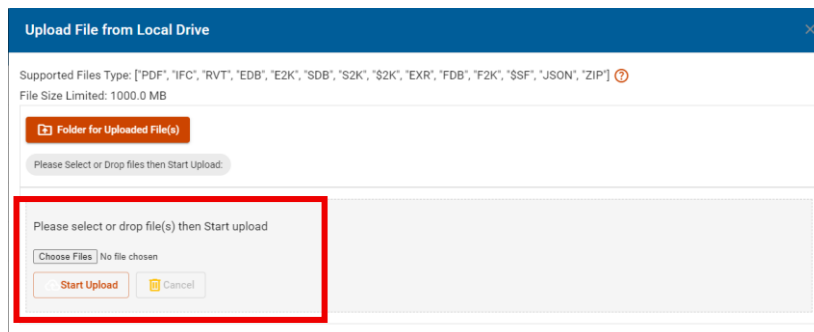 Upload File from Local Drive
Supported Files Type: ["PDF", "IFC", "RVT", "EDB", "E2K", "SDB", "S2K", "$2K", "EXR", "FDB", "F2K", "$SF", "JSON", "ZIP"] ?
File Size Limited: 1000.0 MB
Folder for Uploaded File(s)
Please Select or Drop files then Start Upload:
Please select or drop file(s) then Start upload
Choose Files No file chosen
Start Upload Cancel